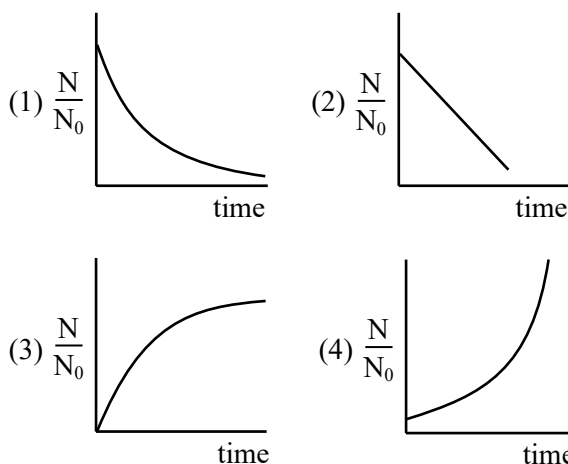 (1) N/N₀
time
(2) N/N₀
time
(3) N/N₀
time
(4) N/N₀
time